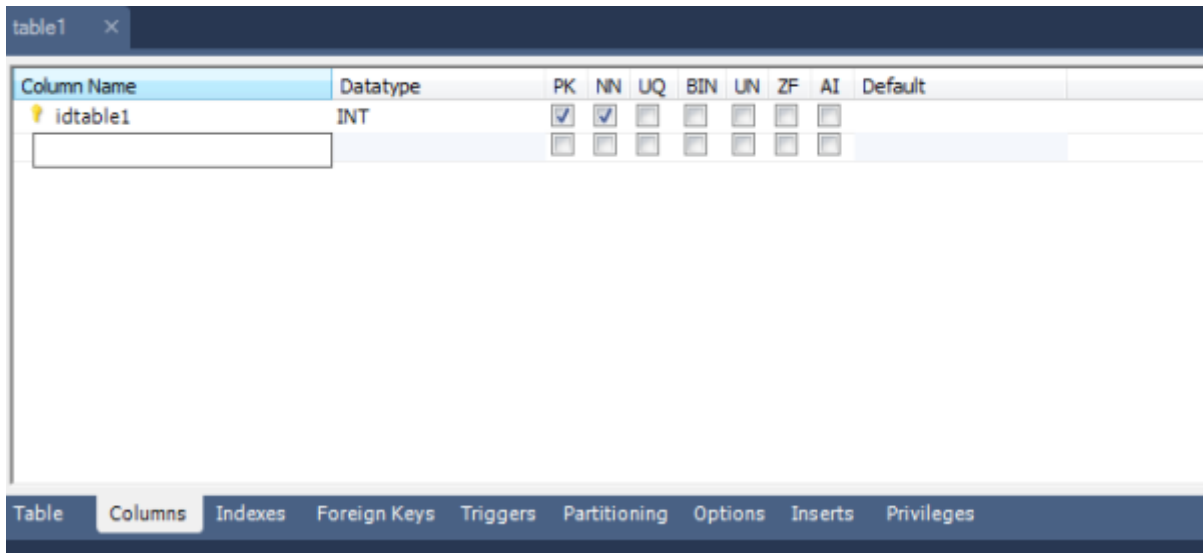 table1
Column Name Datatype PK NN UQ BIN UN ZF AI Default
idtable1 INT
Table Columns Indexes Foreign Keys Triggers Partitioning Options Inserts Privileges